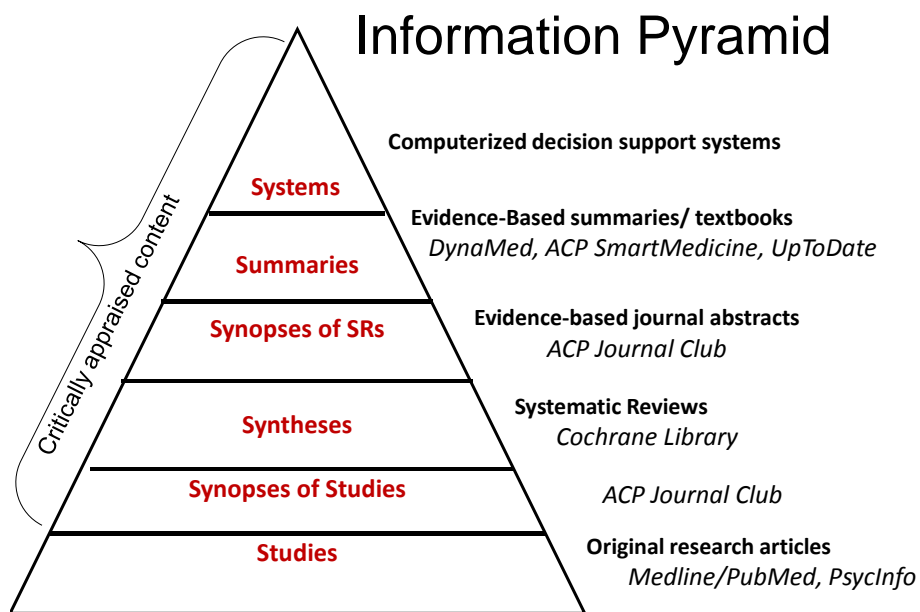 Information Pyramid
Critically appraised content
Computerized decision support systems
Systems
Evidence-Based summaries/ textbooks
DynaMed, ACP SmartMedicine, UpToDate
Summaries
Evidence-based journal abstracts
Synopses of SRs
ACP Journal Club
Systematic Reviews
Syntheses
Cochrane Library
Synopses of Studies
ACP Journal Club
Original research articles
Studies
Medline/PubMed, PsycInfo